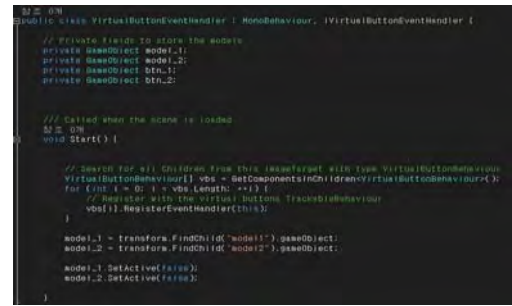 참조 0개
public class VirtualButtonEventHandler : MonoBehaviour, IVirtualButtonEventHandler {
// Private fields to store the models
private GameObject model_1;
private GameObject model_2;
private GameObject btn_1;
private GameObject btn_2;
/// Called when the scene is loaded
참조 0개
void Start() {
// Search for all Children from this ImageTarget with type VirtualButtonBehaviour
VirtualButtonBehaviour[] vbs = GetComponentsInChildren<VirtualButtonBehaviour>();
for (int i = 0; i < vbs.Length; ++i) {
// Register with the virtual buttons TrackableBehaviour
vbs[i].RegisterEventHandler(this);
}
model_1 = transform.FindChild("model1").gameObject;
model_2 = transform.FindChild("model2").gameObject;
model_1.SetActive(false);
model_2.SetActive(false);
}